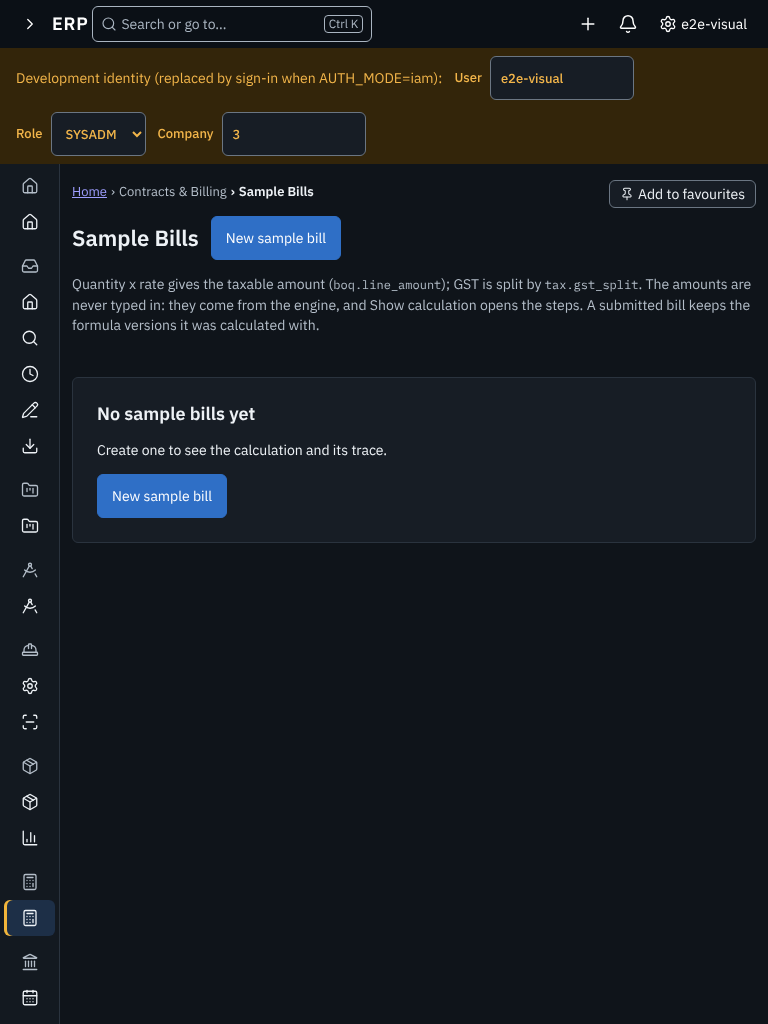 ERP
Search or go to...
Ctrl K
e2e-visual
Development identity (replaced by sign-in when AUTH_MODE=iam): User e2e-visual
Role SYSADM Company 3
Home › Contracts & Billing › Sample Bills
Add to favourites
Sample Bills
New sample bill
Quantity x rate gives the taxable amount (boq.line_amount); GST is split by tax.gst_split. The amounts are
never typed in: they come from the engine, and Show calculation opens the steps. A submitted bill keeps the
formula versions it was calculated with.
No sample bills yet
Create one to see the calculation and its trace.
New sample bill